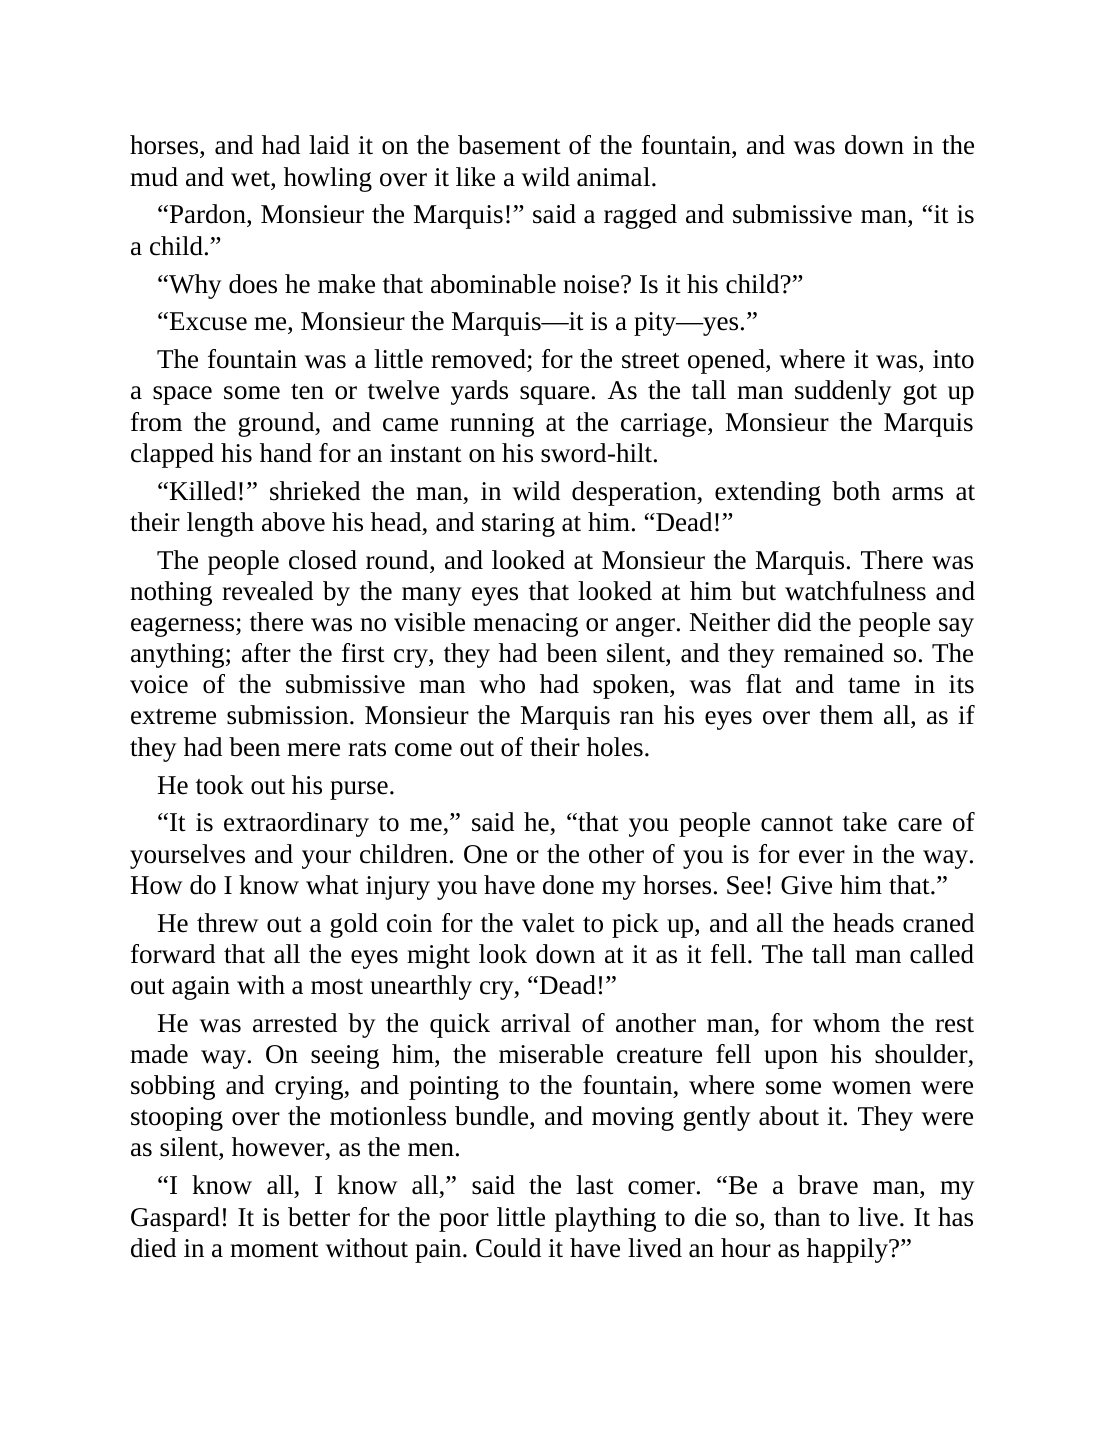 horses, and had laid it on the basement of the fountain, and was down in the
mud and wet, howling over it like a wild animal.
“Pardon, Monsieur the Marquis!” said a ragged and submissive man, “it is
a child.”
“Why does he make that abominable noise? Is it his child?”
“Excuse me, Monsieur the Marquis—it is a pity—yes.”
The fountain was a little removed; for the street opened, where it was, into
a space some ten or twelve yards square. As the tall man suddenly got up
from the ground, and came running at the carriage, Monsieur the Marquis
clapped his hand for an instant on his sword-hilt.
“Killed!” shrieked the man, in wild desperation, extending both arms at
their length above his head, and staring at him. “Dead!”
The people closed round, and looked at Monsieur the Marquis. There was
nothing revealed by the many eyes that looked at him but watchfulness and
eagerness; there was no visible menacing or anger. Neither did the people say
anything; after the first cry, they had been silent, and they remained so. The
voice of the submissive man who had spoken, was flat and tame in its
extreme submission. Monsieur the Marquis ran his eyes over them all, as if
they had been mere rats come out of their holes.
He took out his purse.
“It is extraordinary to me,” said he, “that you people cannot take care of
yourselves and your children. One or the other of you is for ever in the way.
How do I know what injury you have done my horses. See! Give him that.”
He threw out a gold coin for the valet to pick up, and all the heads craned
forward that all the eyes might look down at it as it fell. The tall man called
out again with a most unearthly cry, “Dead!”
He was arrested by the quick arrival of another man, for whom the rest
made way. On seeing him, the miserable creature fell upon his shoulder,
sobbing and crying, and pointing to the fountain, where some women were
stooping over the motionless bundle, and moving gently about it. They were
as silent, however, as the men.
“I know all, I know all,” said the last comer. “Be a brave man, my
Gaspard! It is better for the poor little plaything to die so, than to live. It has
died in a moment without pain. Could it have lived an hour as happily?”